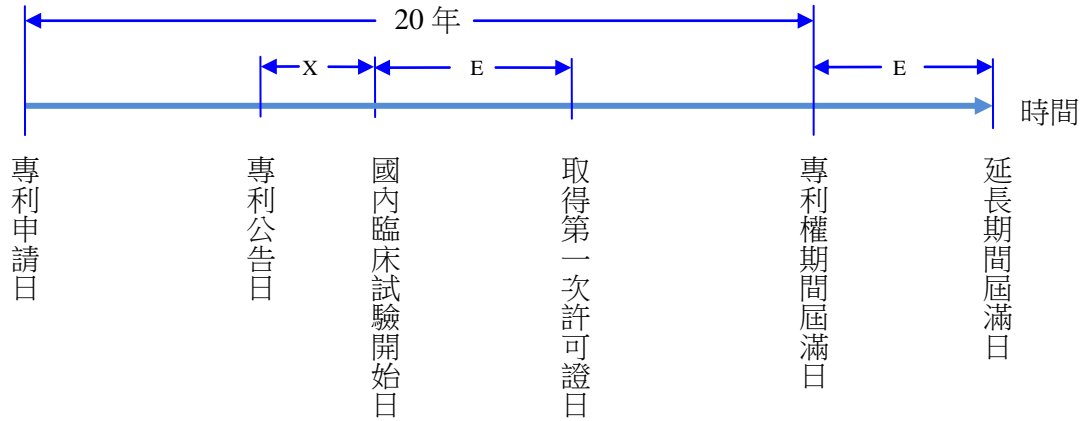 20 年
X
E
E
時間
專利申請日
專利公告日
國內臨床試驗開始日
取得第一次許可證日
專利權期間屆滿日
延長期間屆滿日